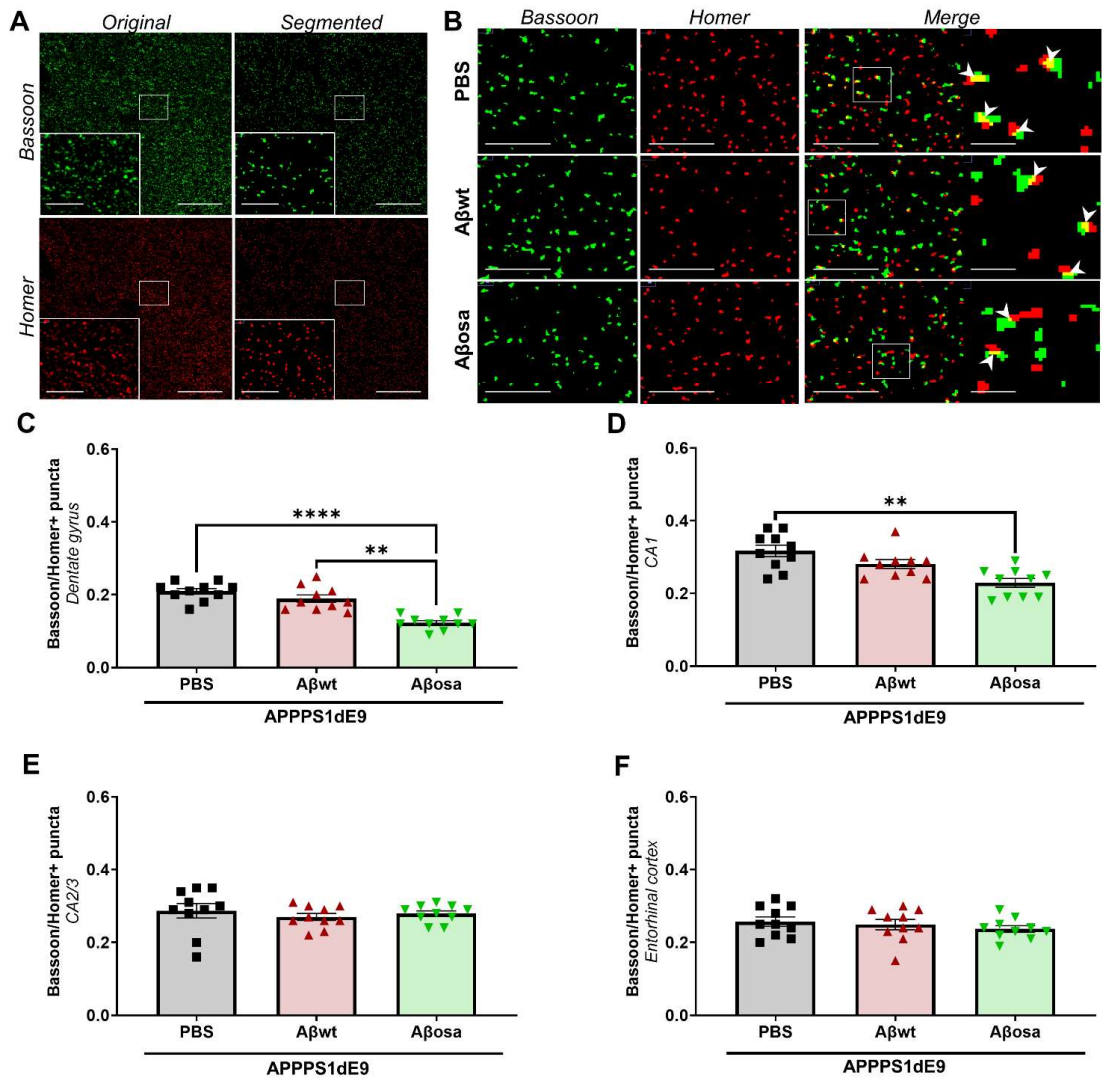 A
Original
Segmented
Bassoon
Homer
B
Bassoon
Homer
Merge
PBS
Aβwt
Aβosa
C
Bassoon/Homer+ puncta
Dentate gyrus
0.6
0.4
0.2
0.0
****
**
PBS
Aβwt
Aβosa
APPPS1dE9
D
Bassoon/Homer+ puncta
CA1
0.6
0.4
0.2
0.0
**
PBS
Aβwt
Aβosa
APPPS1dE9
E
Bassoon/Homer+ puncta
CA2/3
0.6
0.4
0.2
0.0
PBS
Aβwt
Aβosa
APPPS1dE9
F
Bassoon/Homer+ puncta
Entorhinal cortex
0.6
0.4
0.2
0.0
PBS
Aβwt
Aβosa
APPPS1dE9